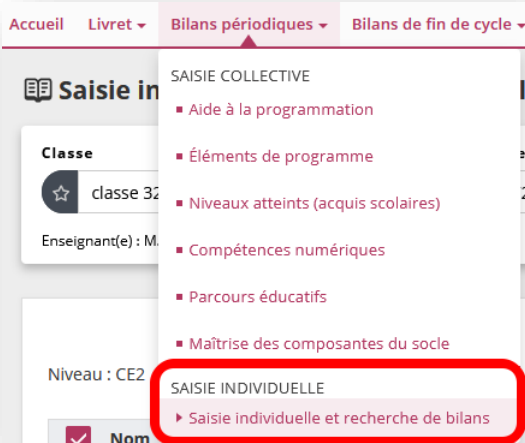 Accueil Livret Bilans périodiques Bilans de fin de cycle
Saisie in
SAISIE COLLECTIVE
Aide à la programmation
Éléments de programme
Niveaux atteints (acquis scolaires)
Compétences numériques
Parcours éducatifs
Maîtrise des composantes du socle
SAISIE INDIVIDUELLE
Saisie individuelle et recherche de bilans
Classe
classe 32
Enseignant(e) : M.
Niveau : CE2
Nom